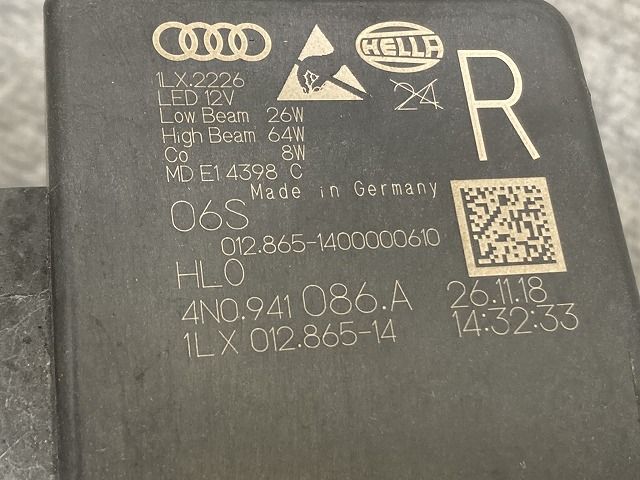 HELLA
1LX.2226
LED 12V
Low Beam 26W
High Beam 64W
Co 8W
MD E1 4398 C
24
R
Made in Germany
06S
012.865-1400000610
HL0
4N0.941 086.A
1LX 012.865-14
26.11.18
14:32:33